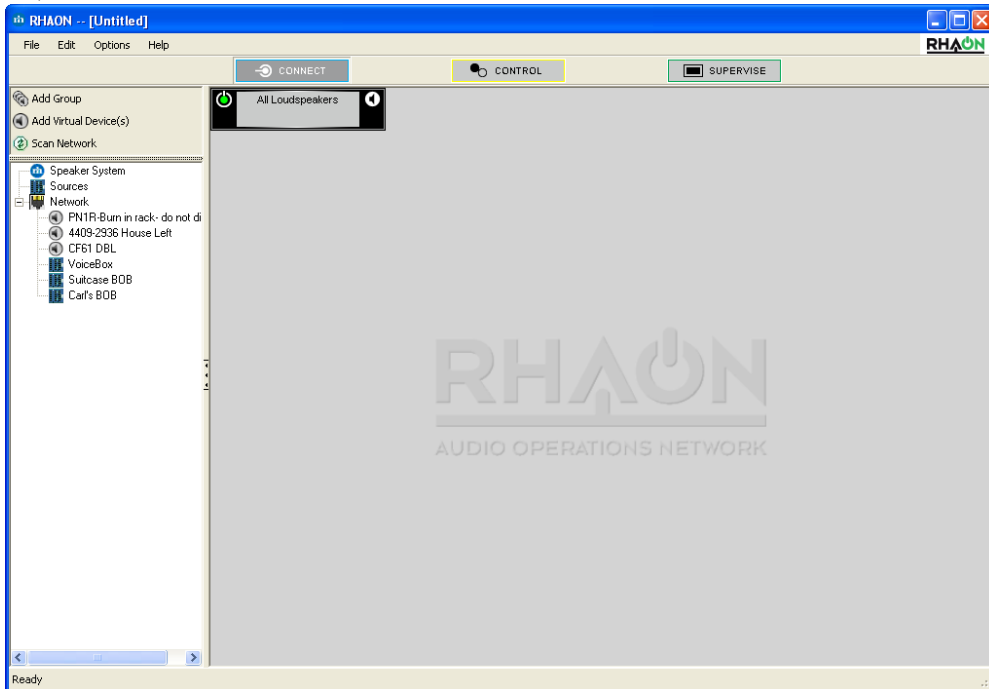 RHAON -- [Untitled]
File Edit Options Help
RHAON
CONNECT CONTROL SUPERVISE
Add Group
Add Virtual Device(s)
Scan Network
All Loudspeakers
Speaker System
Sources
Network
PN1R-Burn in rack- do not di
4409-2936 House Left
CF61 DBL
VoiceBox
Suitcase BOB
Carl's BOB
RHAON
AUDIO OPERATIONS NETWORK
Ready